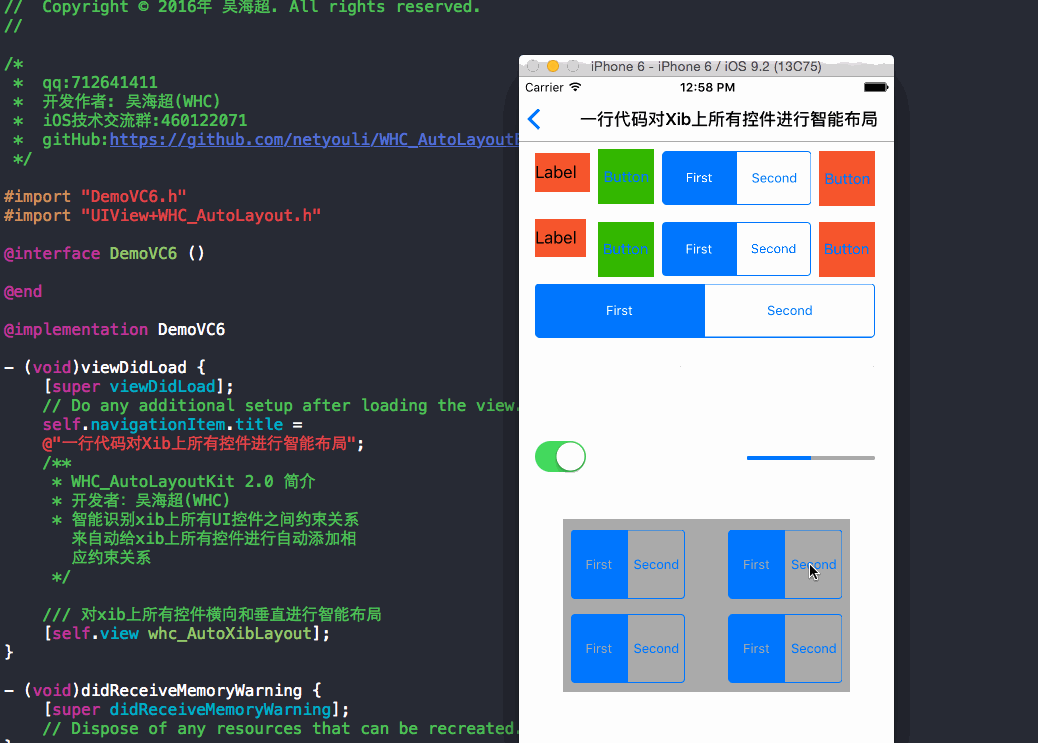 //  Copyright © 2016年 吴海超. All rights reserved.
//
/*
 *  qq:712641411
 *  开发作者: 吴海超(WHC)
 *  iOS技术交流群:460122071
 *  gitHub:https://github.com/netyouli/WHC_AutoLayout
 */
#import "DemoVC6.h"
#import "UIView+WHC_AutoLayout.h"
@interface DemoVC6 ()
@end
@implementation DemoVC6
- (void)viewDidLoad {
    [super viewDidLoad];
    // Do any additional setup after loading the view.
    self.navigationItem.title =
    @"一行代码对Xib上所有控件进行智能布局";
    /**
     * WHC_AutoLayoutKit 2.0 简介
     * 开发者: 吴海超(WHC)
     * 智能识别xib上所有UI控件之间约束关系
       来自动给xib上所有控件进行自动添加相
       应约束关系
     */
    /// 对xib上所有控件横向和垂直进行智能布局
    [self.view whc_AutoXibLayout];
}
- (void)didReceiveMemoryWarning {
    [super didReceiveMemoryWarning];
    // Dispose of any resources that can be recreated.
iPhone 6 - iPhone 6 / iOS 9.2 (13C75)
Carrier 12:58 PM
一行代码对Xib上所有控件进行智能布局
Label Button First Second Button
Label Button First Second Button
First Second
First Second First Second
First Second First Second